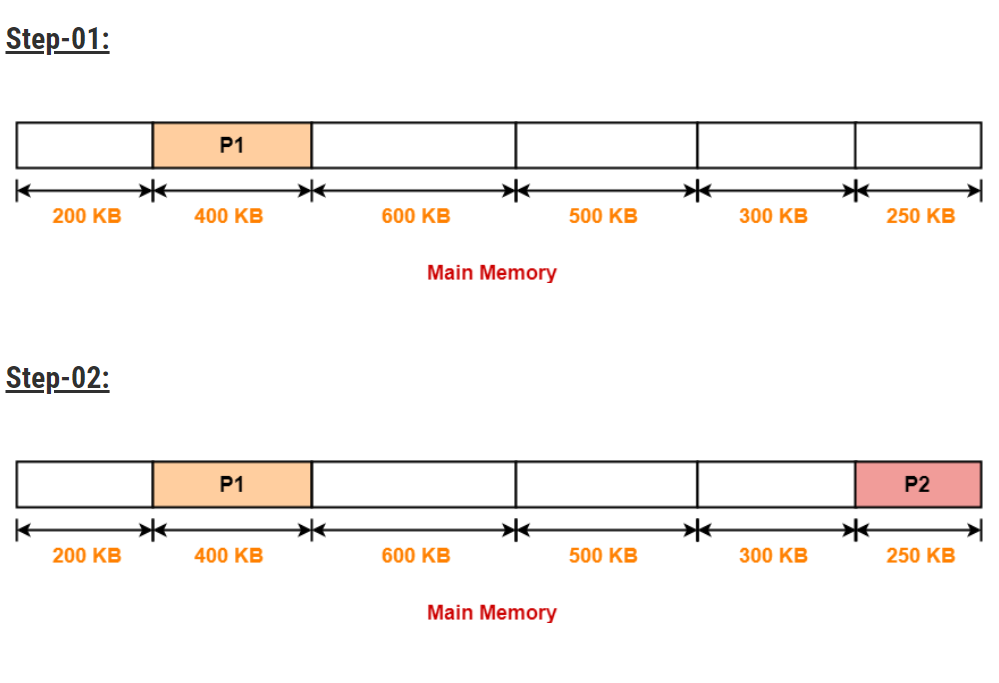 Step-01:
P1
200 KB 400 KB 600 KB 500 KB 300 KB 250 KB
Main Memory
Step-02:
P1 P2
200 KB 400 KB 600 KB 500 KB 300 KB 250 KB
Main Memory